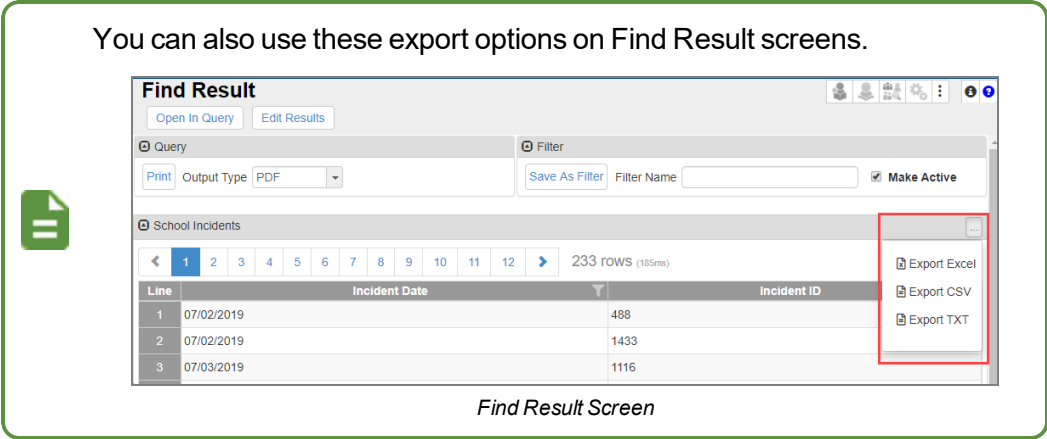 You can also use these export options on Find Result screens.
Find Result
Open In Query Edit Results
Query Filter
Print Output Type PDF Save As Filter Filter Name Make Active
School Incidents ...
1 2 3 4 5 6 7 8 9 10 11 12 233 rows (185ms)
Export Excel
Line Incident Date Incident ID
Export CSV
1 07/02/2019 488
Export TXT
2 07/02/2019 1433
3 07/03/2019 1116
Find Result Screen